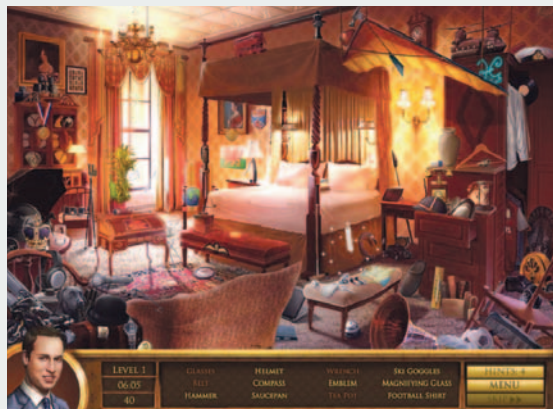 LEVEL 1
06:05
40
GLASSES HELMET WRENCH SKI GOGGLES
BELT COMPASS EMBLEM MAGNIFYING GLASS
HAMMER SAUCEPAN TEA POT FOOTBALL SHIRT
HINTS: 4
MENU